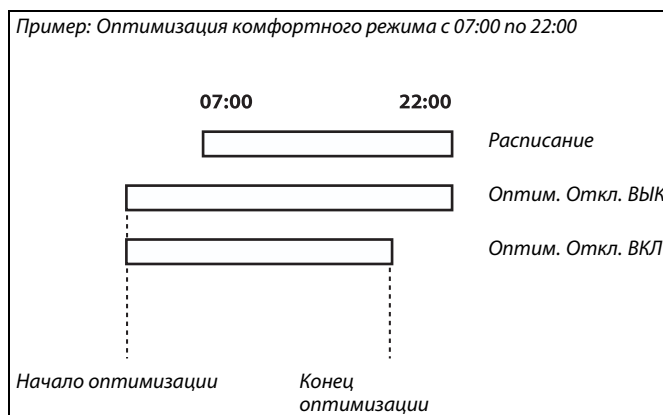 Пример: Оптимизация комфортного режима с 07:00 по 22:00
07:00 22:00
Расписание
Оптим. Откл. ВЫК
Оптим. Откл. ВКЛ
Начало оптимизации Конец
оптимизации